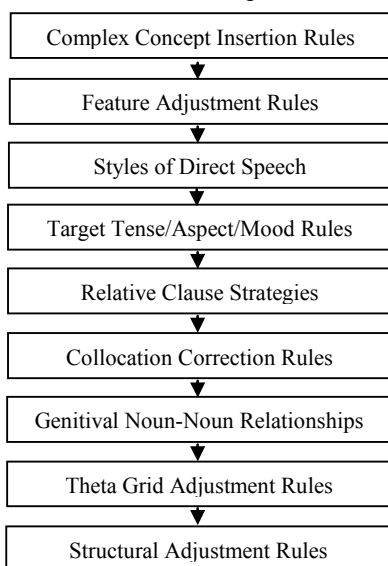 Complex Concept Insertion Rules
Feature Adjustment Rules
Styles of Direct Speech
Target Tense/Aspect/Mood Rules
Relative Clause Strategies
Collocation Correction Rules
Genitival Noun-Noun Relationships
Theta Grid Adjustment Rules
Structural Adjustment Rules